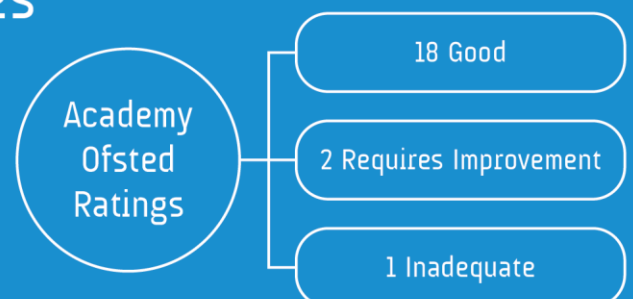 Academy
Ofsted
Ratings
18 Good
2 Requires Improvement
1 Inadequate